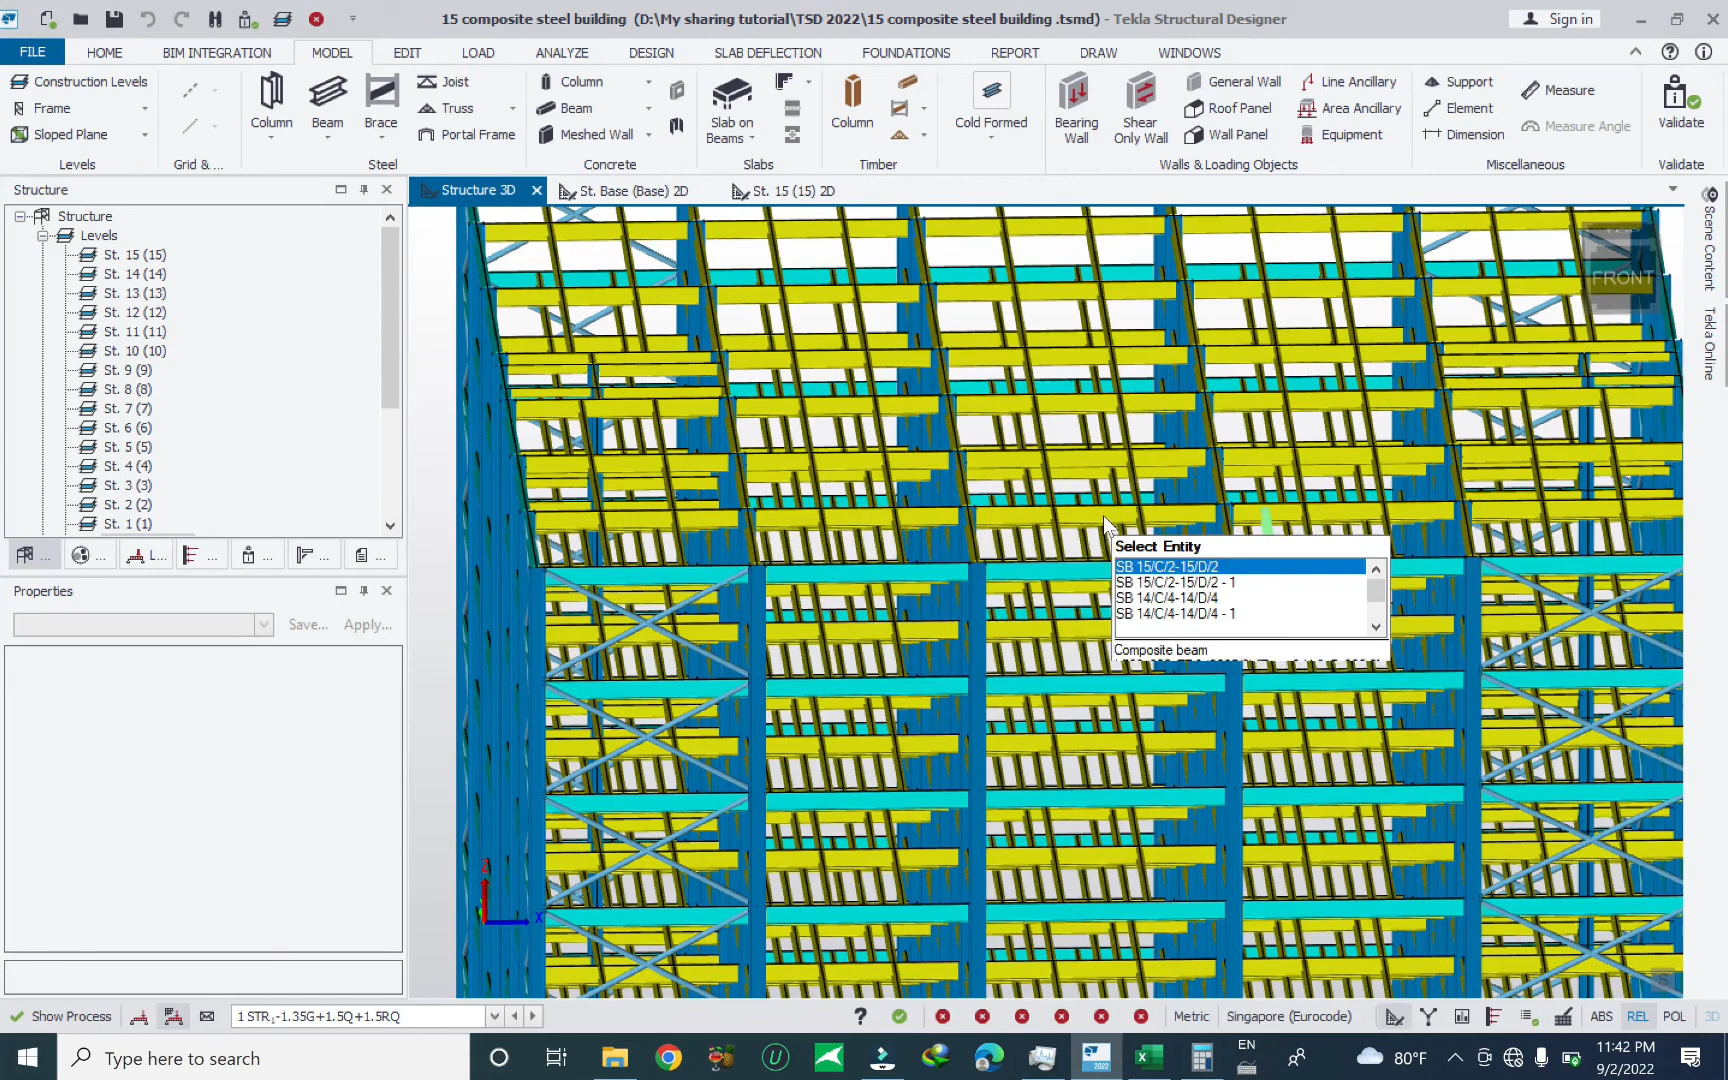 15 composite steel building  (D:\My sharing tutorial\TSD 2022\15 composite steel building .tsmd) - Tekla Structural Designer
Sign in
FILE HOME BIM INTEGRATION MODEL EDIT LOAD ANALYZE DESIGN SLAB DEFLECTION FOUNDATIONS REPORT DRAW WINDOWS
Construction Levels
Frame
Sloped Plane
Levels
Grid & ...
Column
Beam
Brace
Joist
Truss
Portal Frame
Steel
Column
Beam
Meshed Wall
Concrete
Slab on
Beams
Slabs
Column
Timber
Cold Formed
Bearing
Wall
Shear
Only Wall
General Wall
Roof Panel
Wall Panel
Line Ancillary
Area Ancillary
Equipment
Walls & Loading Objects
Support
Element
Dimension
Measure
Measure Angle
Miscellaneous
Validate
Validate
Structure
Structure 3D
St. Base (Base) 2D
St. 15 (15) 2D
Structure
Levels
St. 15 (15)
St. 14 (14)
St. 13 (13)
St. 12 (12)
St. 11 (11)
St. 10 (10)
St. 9 (9)
St. 8 (8)
St. 7 (7)
St. 6 (6)
St. 5 (5)
St. 4 (4)
St. 3 (3)
St. 2 (2)
St. 1 (1)
L...
Properties
Save...
Apply...
FRONT
Scene Content
Tekla Online
Select Entity
SB 15/C/2-15/D/2
SB 15/C/2-15/D/2 - 1
SB 14/C/4-14/D/4
SB 14/C/4-14/D/4 - 1
Composite beam
Z
X
Show Process
1 STR₁-1.35G+1.5Q+1.5RQ
Metric
Singapore (Eurocode)
ABS REL POL 3D
Type here to search
2022
EN
80°F
11:42 PM
9/2/2022